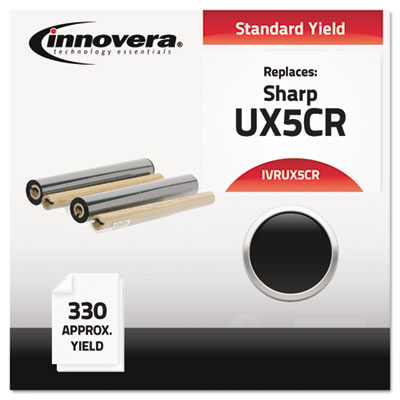 innovera
technology essentials
Standard Yield
Replaces:
Sharp
UX5CR
IVRUX5CR
330
APPROX.
YIELD